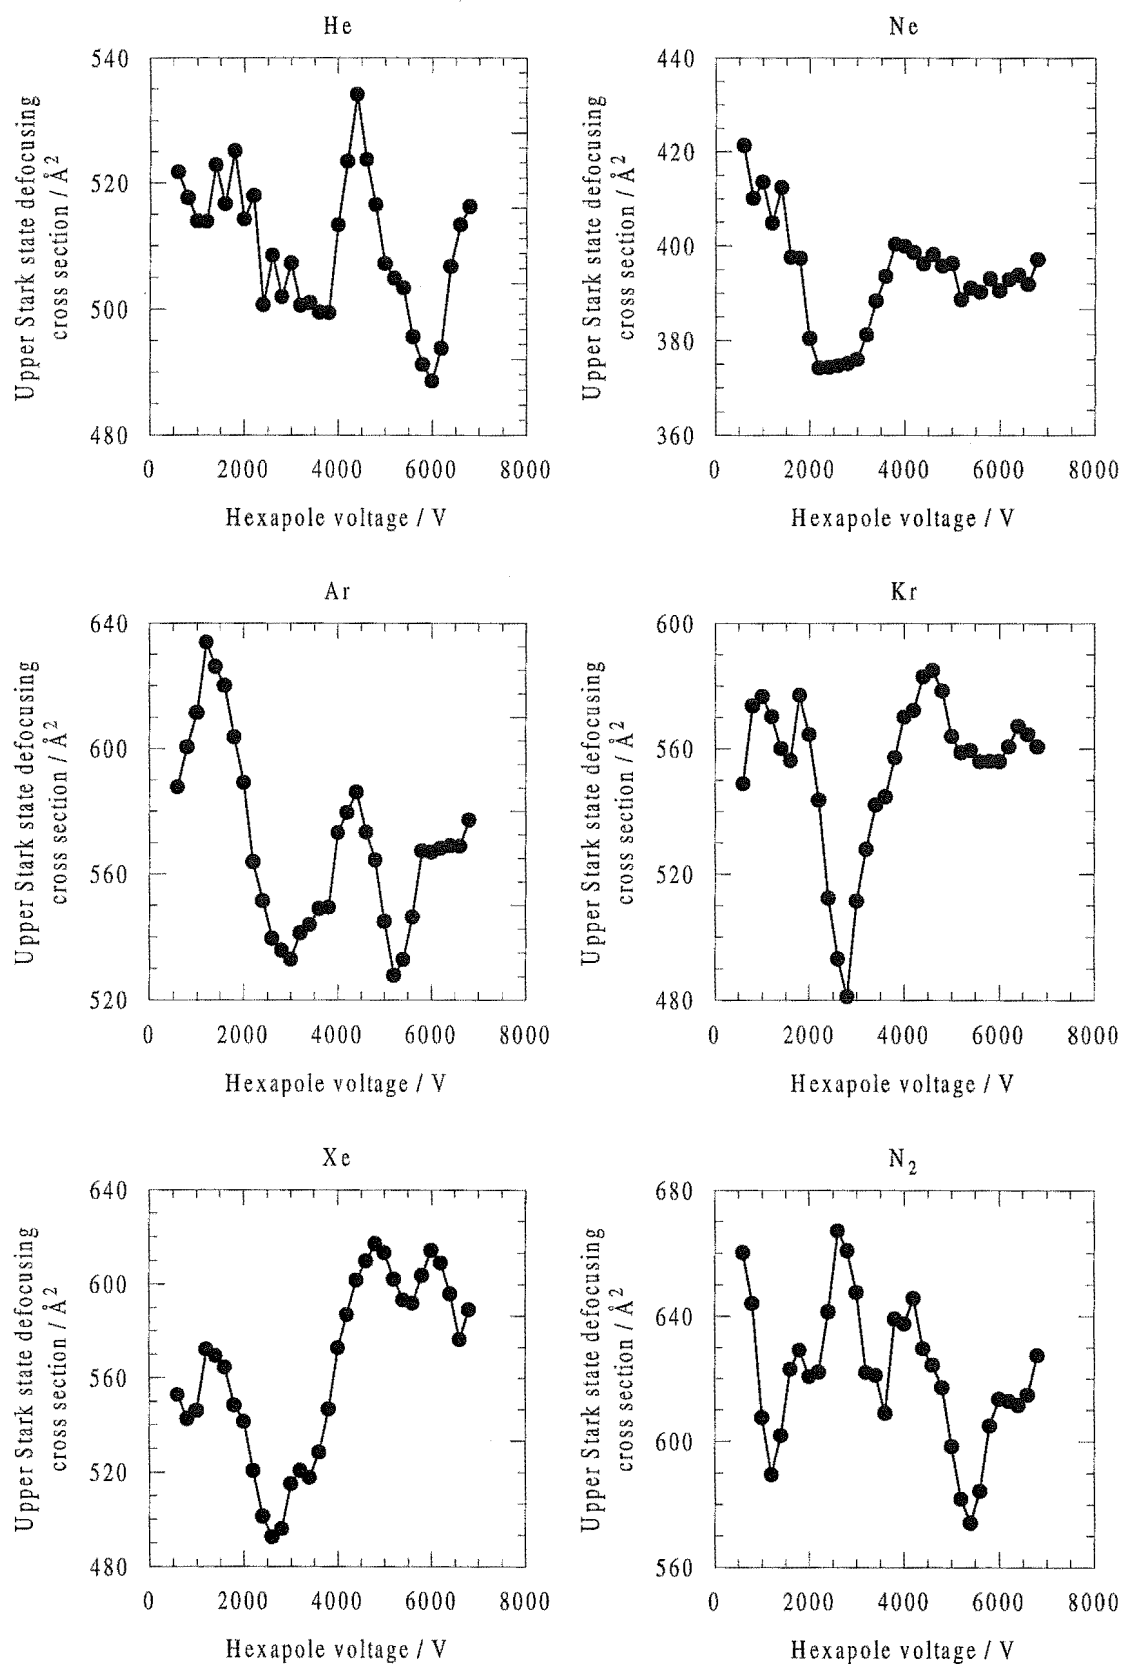 He
Upper Stark state defocusing
cross section / Å²
540
520
500
480
0 2000 4000 6000 8000
Hexapole voltage / V
Ne
Upper Stark state defocusing
cross section / Å²
440
420
400
380
360
0 2000 4000 6000 8000
Hexapole voltage / V
Ar
Upper Stark state defocusing
cross section / Å²
640
600
560
520
0 2000 4000 6000 8000
Hexapole voltage / V
Kr
Upper Stark state defocusing
cross section / Å²
600
560
520
480
0 2000 4000 6000 8000
Hexapole voltage / V
Xe
Upper Stark state defocusing
cross section / Å²
640
600
560
520
480
0 2000 4000 6000 8000
Hexapole voltage / V
N₂
Upper Stark state defocusing
cross section / Å²
680
640
600
560
0 2000 4000 6000 8000
Hexapole voltage / V